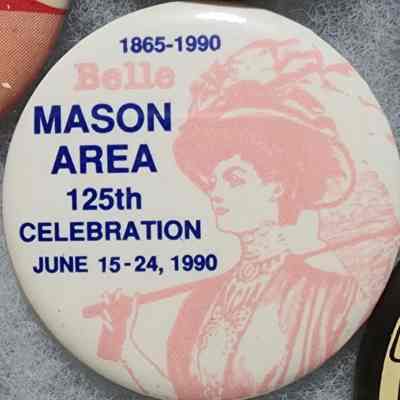 1865-1990
Belle
MASON
AREA
125th
CELEBRATION
JUNE 15-24, 1990